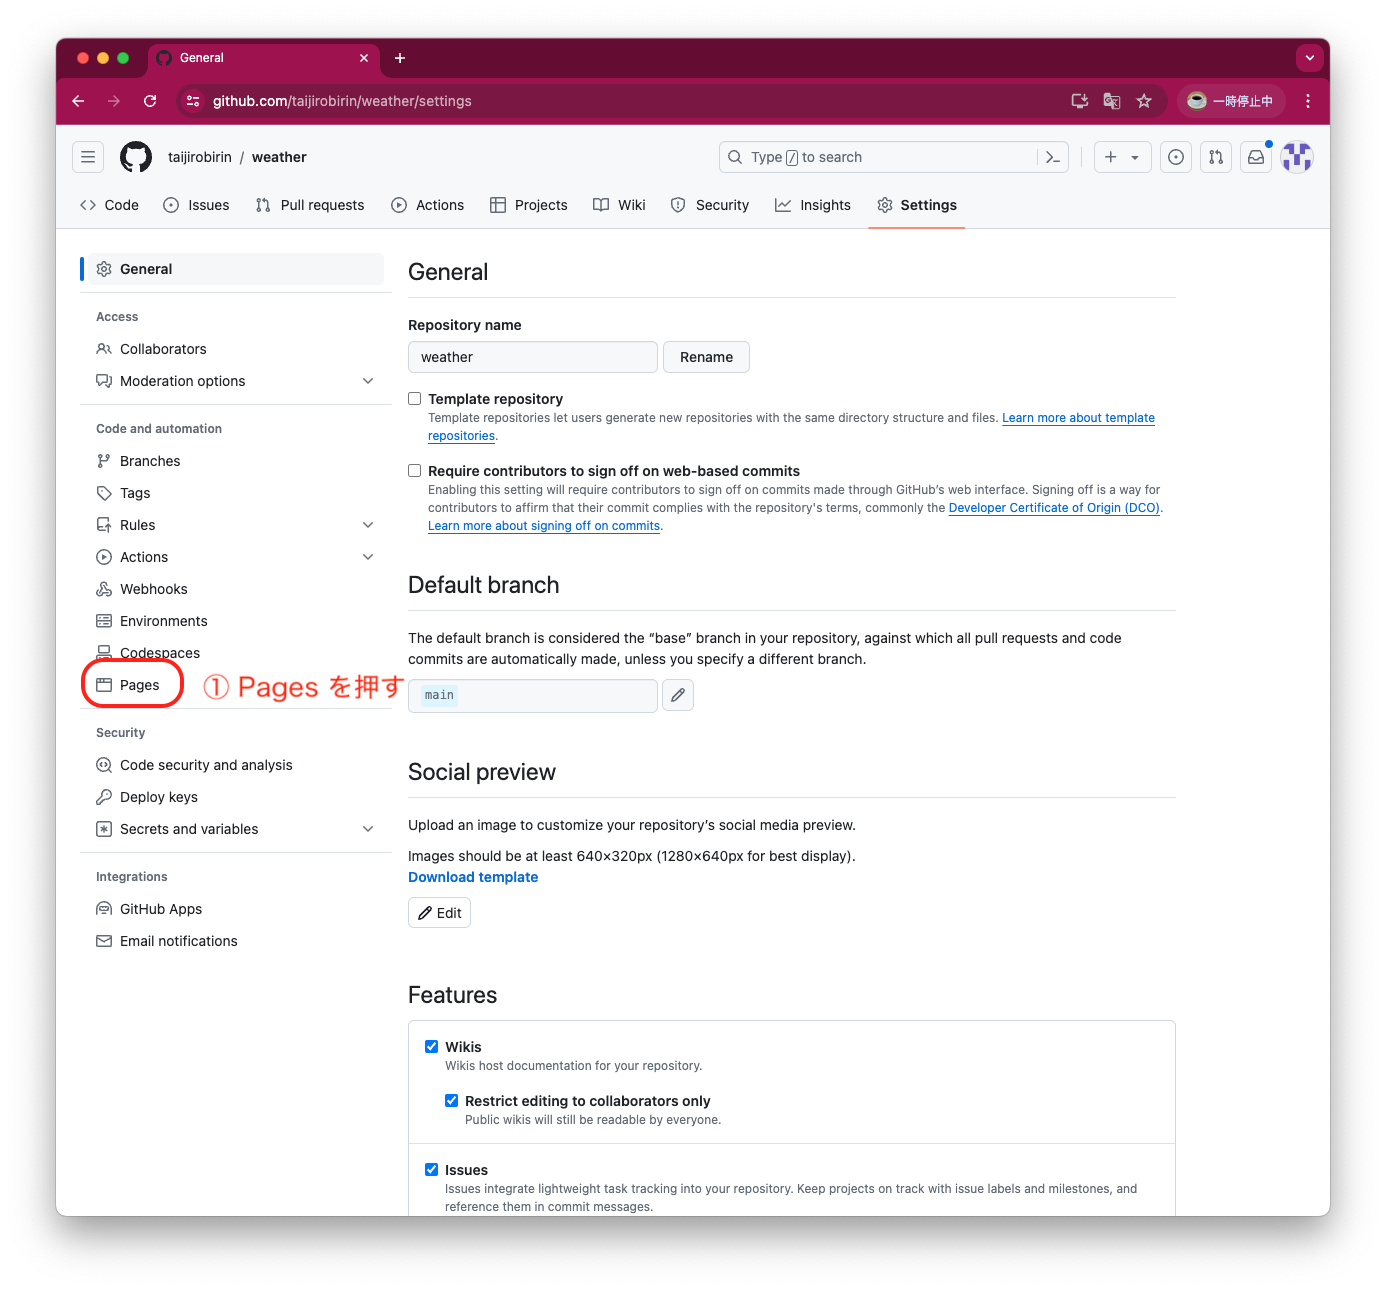 General
github.com/taijirobirin/weather/settings
一時停止中
taijirobirin / weather
Type / to search
Code
Issues
Pull requests
Actions
Projects
Wiki
Security
Insights
Settings
General
Access
Collaborators
Moderation options
Code and automation
Branches
Tags
Rules
Actions
Webhooks
Environments
Codespaces
Pages
① Pages を押す
Security
Code security and analysis
Deploy keys
Secrets and variables
Integrations
GitHub Apps
Email notifications
General
Repository name
weather
Rename
Template repository
Template repositories let users generate new repositories with the same directory structure and files. Learn more about template
repositories.
Require contributors to sign off on web-based commits
Enabling this setting will require contributors to sign off on commits made through GitHub’s web interface. Signing off is a way for
contributors to affirm that their commit complies with the repository's terms, commonly the Developer Certificate of Origin (DCO).
Learn more about signing off on commits.
Default branch
The default branch is considered the “base” branch in your repository, against which all pull requests and code
commits are automatically made, unless you specify a different branch.
main
Social preview
Upload an image to customize your repository’s social media preview.
Images should be at least 640×320px (1280×640px for best display).
Download template
Edit
Features
Wikis
Wikis host documentation for your repository.
Restrict editing to collaborators only
Public wikis will still be readable by everyone.
Issues
Issues integrate lightweight task tracking into your repository. Keep projects on track with issue labels and milestones, and
reference them in commit messages.